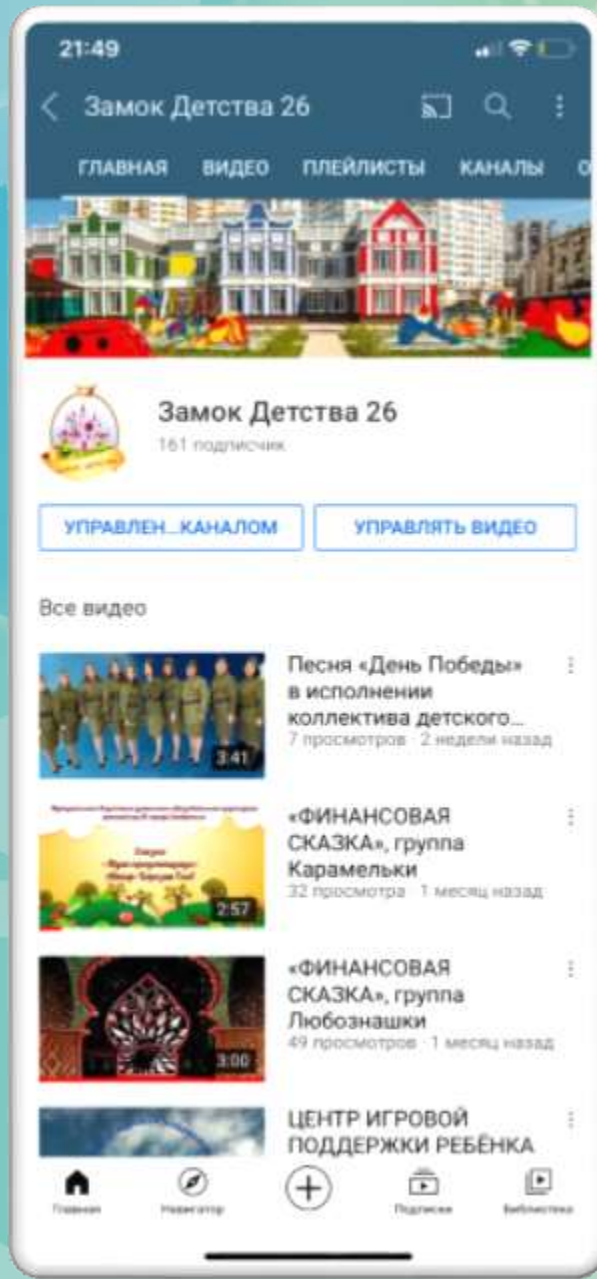 21:49
Замок Детства 26
ГЛАВНАЯ ВИДЕО ПЛЕЙЛИСТЫ КАНАЛЫ О
Замок Детства 26
161 подписчик
УПРАВЛЕН...КАНАЛОМ УПРАВЛЯТЬ ВИДЕО
Все видео
Песня «День Победы»
в исполнении
коллектива детского...
7 просмотров · 2 недели назад
3:41
«ФИНАНСОВАЯ
СКАЗКА», группа
Карамельки
32 просмотра · 1 месяц назад
Сказка
2:57
«ФИНАНСОВАЯ
СКАЗКА», группа
Любознашки
49 просмотров · 1 месяц назад
3:00
ЦЕНТР ИГРОВОЙ
ПОДДЕРЖКИ РЕБЁНКА
Главная Навигатор Подписки Библиотека